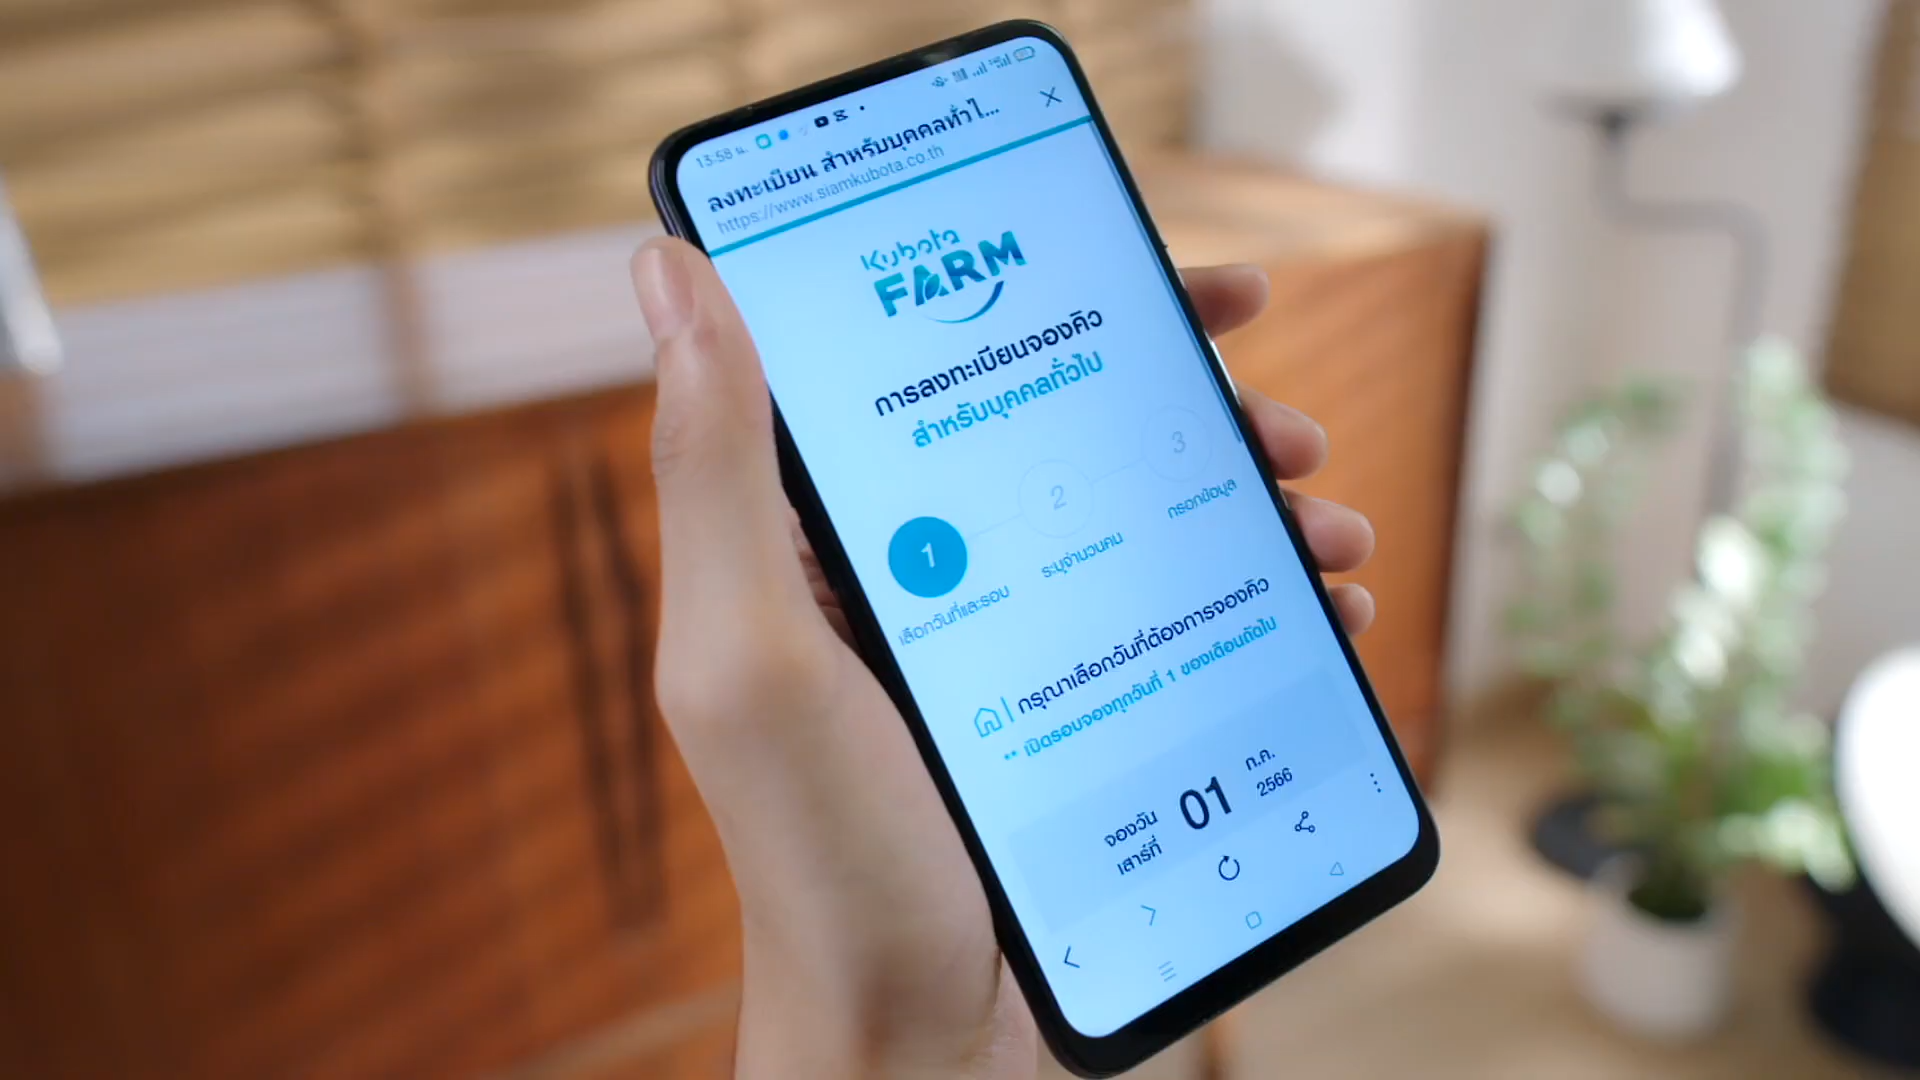 13:58 น.
ลงทะเบียน สำหรับบุคคลทั่วไ...
https://www.siamkubota.co.th
Kubota
FARM
การลงทะเบียนจองคิว
สำหรับบุคคลทั่วไป
1
2
3
เลือกวันที่และรอบ
ระบุจำนวนคน
กรอกข้อมูล
กรุณาเลือกวันที่ต้องการจองคิว
** เปิดรอบจองทุกวันที่ 1 ของเดือนถัดไป
จองวัน
เสาร์ที่
01
ก.ค.
2566